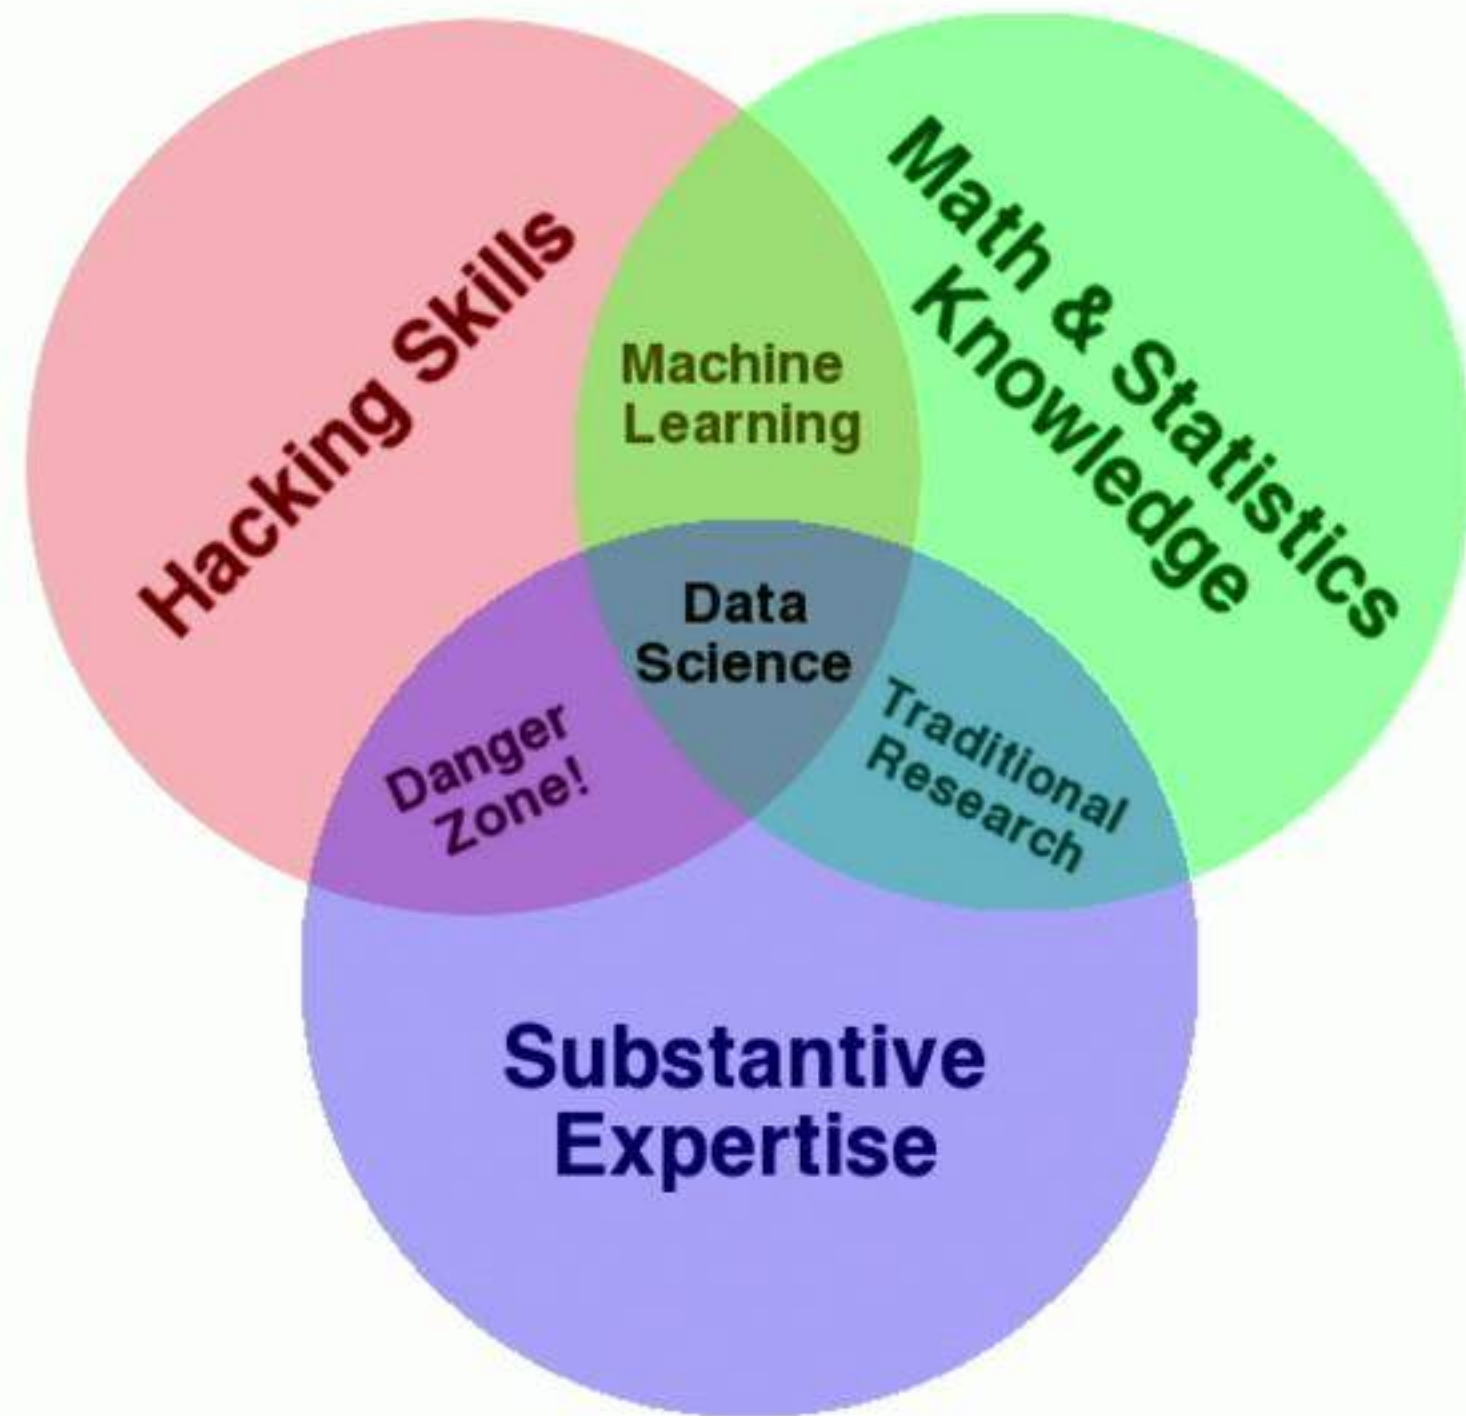 Hacking Skills
Math & Statistics
Knowledge
Machine
Learning
Data
Science
Danger
Zone!
Traditional
Research
Substantive
Expertise